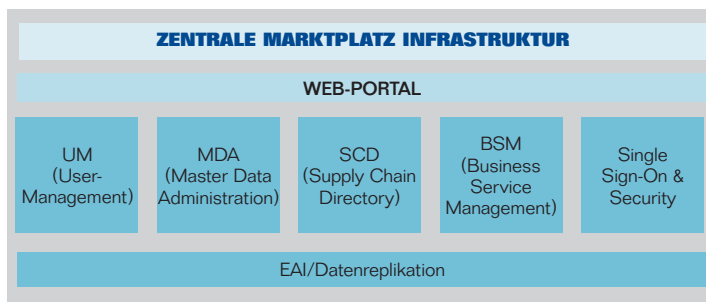 ZENTRALE MARKTPLATZ INFRASTRUKTUR
WEB-PORTAL
UM
(User-
Management)
MDA
(Master Data
Administration)
SCD
(Supply Chain
Directory)
BSM
(Business
Service
Management)
Single
Sign-On &
Security
EAI/Datenreplikation